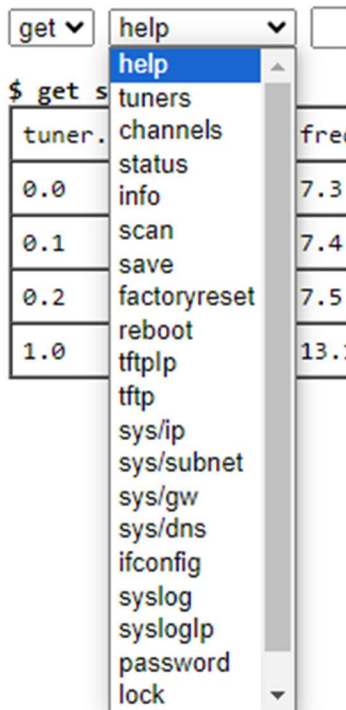 get help
help
$ get s
tuners
tuner. channels fre
status
0.0 info 7.3
scan
0.1 save 7.4
0.2 factoryreset 7.5
reboot
1.0 tftplp 13.
tftp
sys/ip
sys/subnet
sys/gw
sys/dns
ifconfig
syslog
sysloglp
password
lock